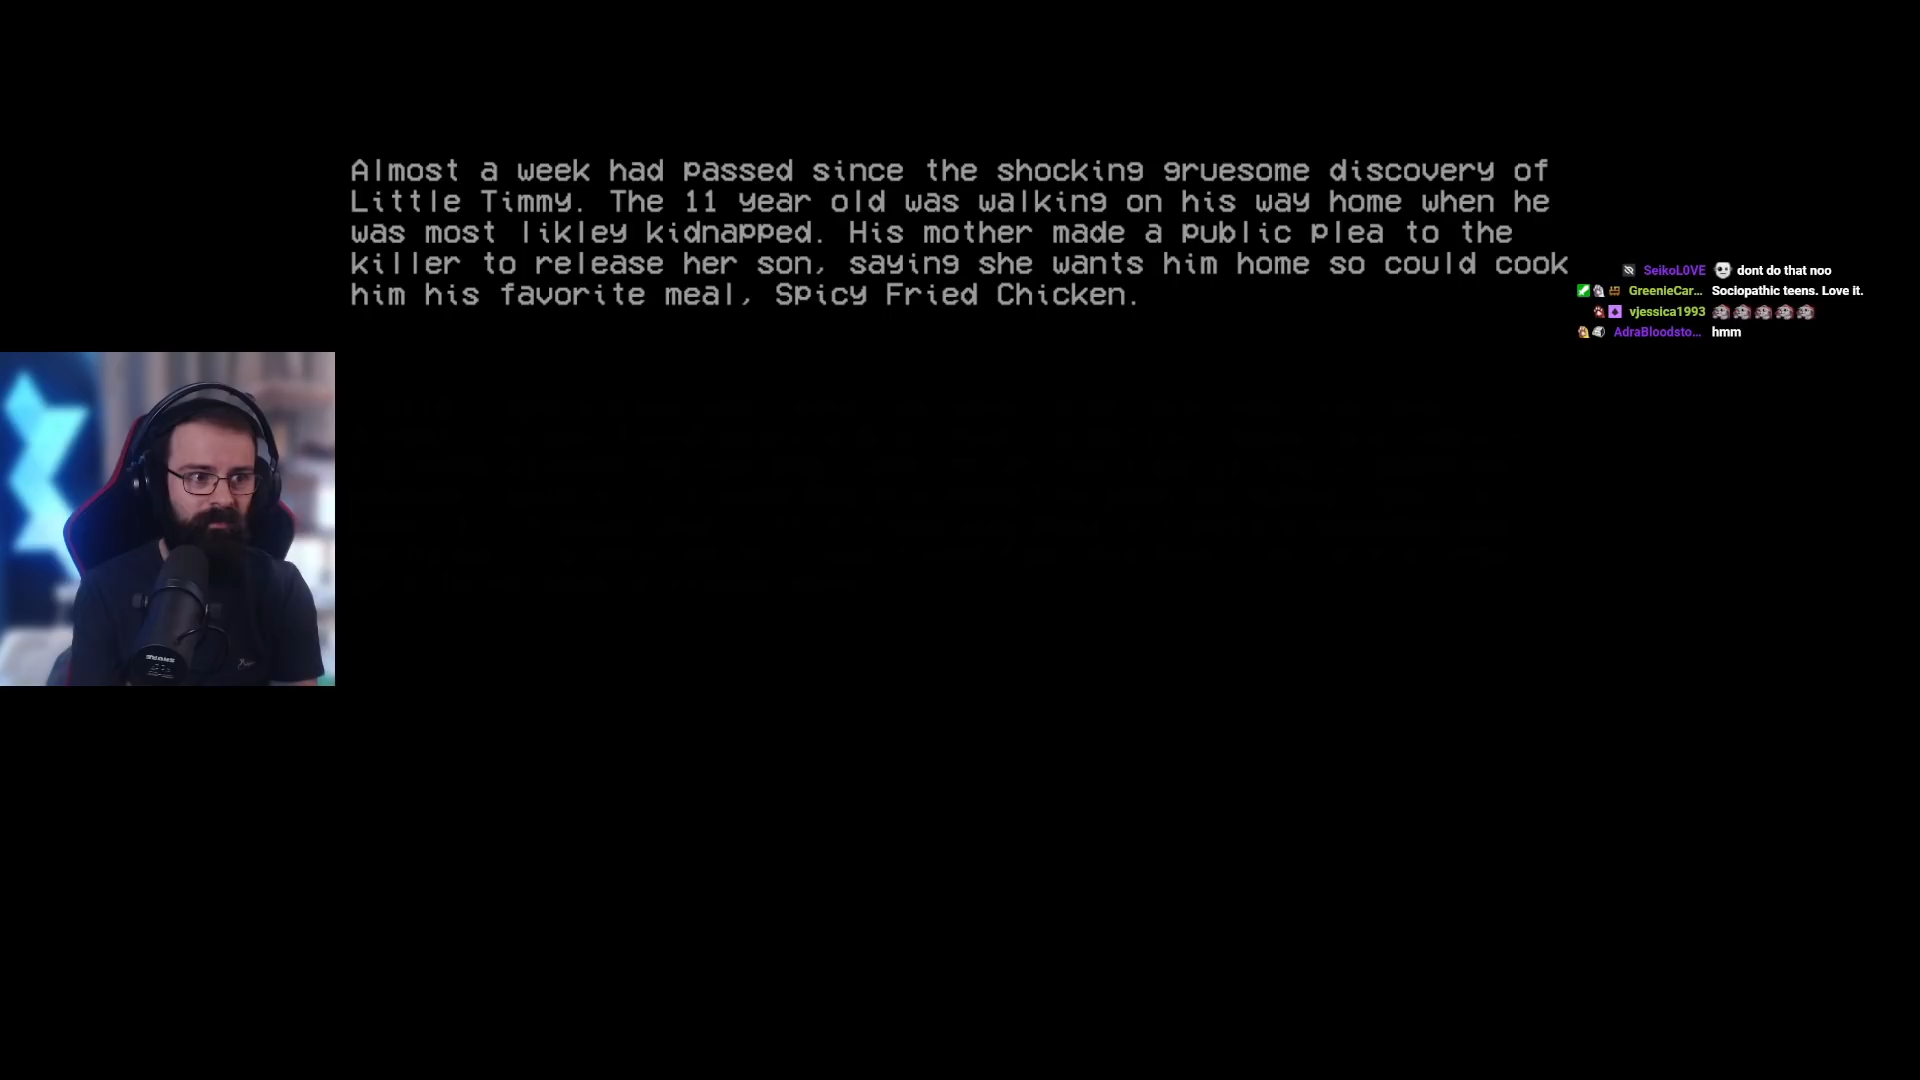 Almost a week had passed since the shocking gruesome discovery of
Little Timmy. The 11 year old was walking on his way home when he
was most likley kidnapped. His mother made a public plea to the
killer to release her son, saying she wants him home so could cook
him his favorite meal, Spicy Fried Chicken.
SeikoL0VE dont do that noo
GreenieCar... Sociopathic teens. Love it.
vjessica1993
AdraBloodsto... hmm